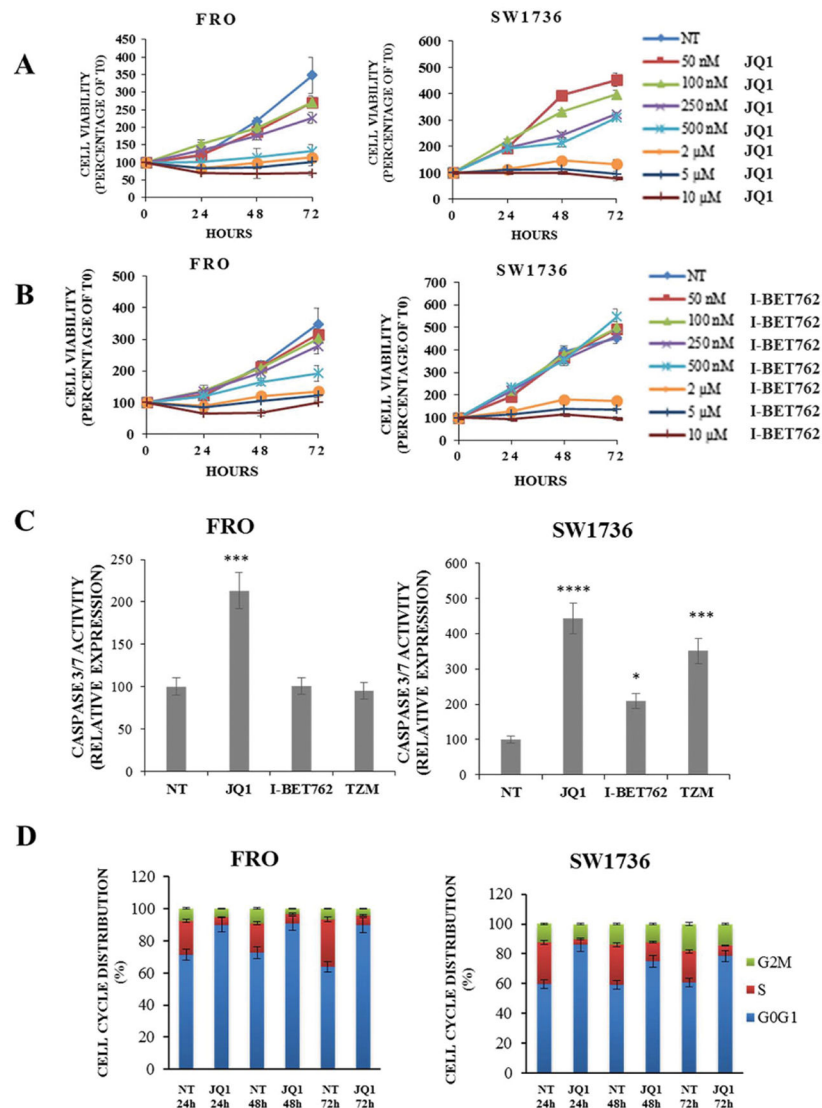 A
FRO
CELL VIABILITY
(PERCENTAGE OF T0)
450
400
350
300
250
200
150
100
50
0
0 24 48 72
HOURS
SW1736
CELL VIABILITY
(PERCENTAGE OF T0)
600
500
400
300
200
100
0
0 24 48 72
HOURS
NT
50 nM JQ1
100 nM JQ1
250 nM JQ1
500 nM JQ1
2 µM JQ1
5 µM JQ1
10 µM JQ1
B
FRO
CELL VIABILITY
(PERCENTAGE OF T0)
500
400
300
200
100
0
0 24 48 72
HOURS
SW1736
CELL VIABILITY
(PERCENTAGE OF T0)
700
600
500
400
300
200
100
0
0 24 48 72
HOURS
NT
50 nM I-BET762
100 nM I-BET762
250 nM I-BET762
500 nM I-BET762
2 µM I-BET762
5 µM I-BET762
10 µM I-BET762
C
FRO
CASPASE 3/7 ACTIVITY
(RELATIVE EXPRESSION)
250
200
150
100
50
0
***
NT JQ1 I-BET762 TZM
SW1736
CASPASE 3/7 ACTIVITY
(RELATIVE EXPRESSION)
600
500
400
300
200
100
0
****
*
***
NT JQ1 I-BET762 TZM
D
FRO
CELL CYCLE DISTRIBUTION
(%)
120
100
80
60
40
20
0
NT JQ1 NT JQ1 NT JQ1
24h 24h 48h 48h 72h 72h
SW1736
CELL CYCLE DISTRIBUTION
(%)
120
100
80
60
40
20
0
NT JQ1 NT JQ1 NT JQ1
24h 24h 48h 48h 72h 72h
G2M
S
G0G1